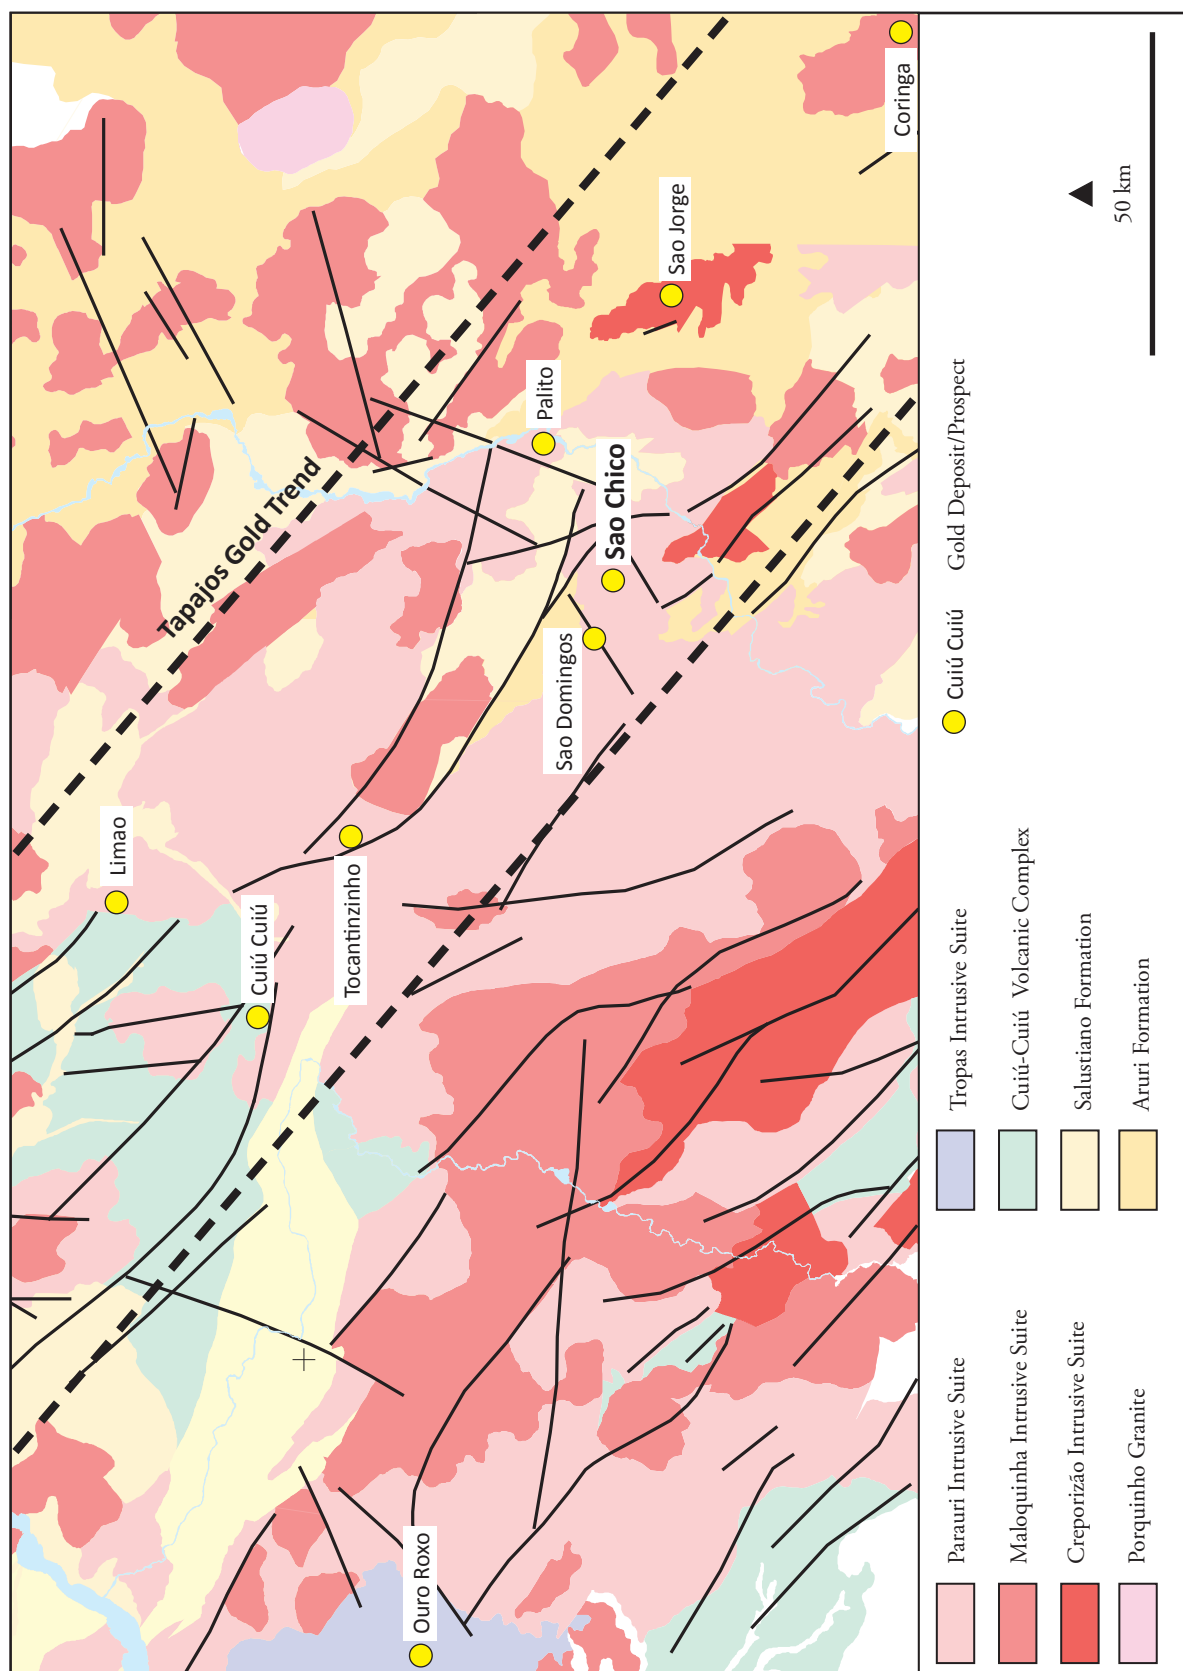 Tapajos Gold Trend
Limao
Cuiú Cuiú
Tocantinzinho
Ouro Roxo
Sao Domingos
Sao Chico
Palito
Sao Jorge
Coringa
Parauri Intrusive Suite
Maloquinha Intrusive Suite
Creporizáo Intrusive Suite
Porquinho Granite
Tropas Intrusive Suite
Cuiú-Cuiú Volcanic Complex
Salustiano Formation
Aruri Formation
Cuiú Cuiú Gold Deposit/Prospect
50 km